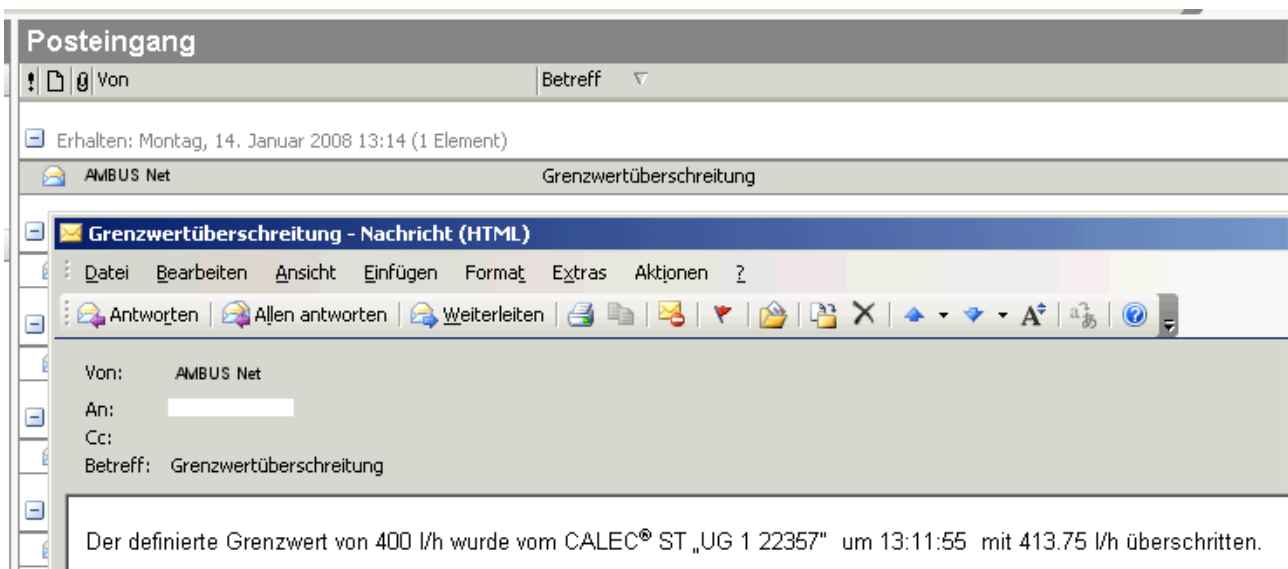 Posteingang
! Von Betreff
Erhalten: Montag, 14. Januar 2008 13:14 (1 Element)
AMBUS Net Grenzwertüberschreitung
Grenzwertüberschreitung - Nachricht (HTML)
Datei Bearbeiten Ansicht Einfügen Format Extras Aktionen ?
Antworten Allen antworten Weiterleiten
Von: AMBUS Net
An:
Cc:
Betreff: Grenzwertüberschreitung
Der definierte Grenzwert von 400 l/h wurde vom CALEC® ST „UG 1 22357" um 13:11:55 mit 413.75 l/h überschritten.